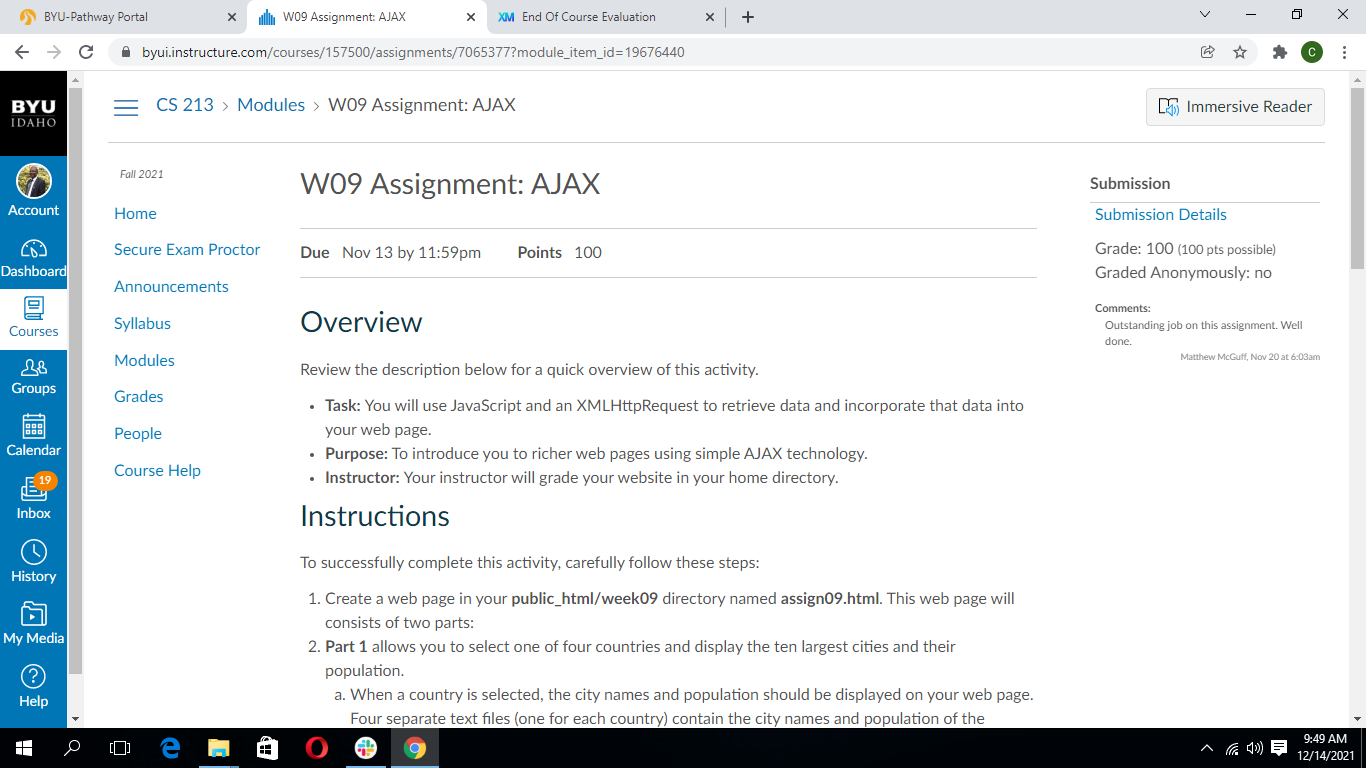 BYU-Pathway Portal
W09 Assignment: AJAX
XM End Of Course Evaluation
byui.instructure.com/courses/157500/assignments/7065377?module_item_id=19676440
C
BYU
IDAHO
Account
Dashboard
Courses
Groups
Calendar
19
Inbox
History
My Media
Help
CS 213 › Modules › W09 Assignment: AJAX
Immersive Reader
Fall 2021
Home
Secure Exam Proctor
Announcements
Syllabus
Modules
Grades
People
Course Help
W09 Assignment: AJAX
Due Nov 13 by 11:59pm Points 100
Overview
Review the description below for a quick overview of this activity.
• Task: You will use JavaScript and an XMLHttpRequest to retrieve data and incorporate that data into
your web page.
• Purpose: To introduce you to richer web pages using simple AJAX technology.
• Instructor: Your instructor will grade your website in your home directory.
Instructions
To successfully complete this activity, carefully follow these steps:
1. Create a web page in your public_html/week09 directory named assign09.html. This web page will
consists of two parts:
2. Part 1 allows you to select one of four countries and display the ten largest cities and their
population.
a. When a country is selected, the city names and population should be displayed on your web page.
Four separate text files (one for each country) contain the city names and population of the
Submission
Submission Details
Grade: 100 (100 pts possible)
Graded Anonymously: no
Comments:
Outstanding job on this assignment. Well
done.
Matthew McGuff, Nov 20 at 6:03am
9:49 AM
12/14/2021